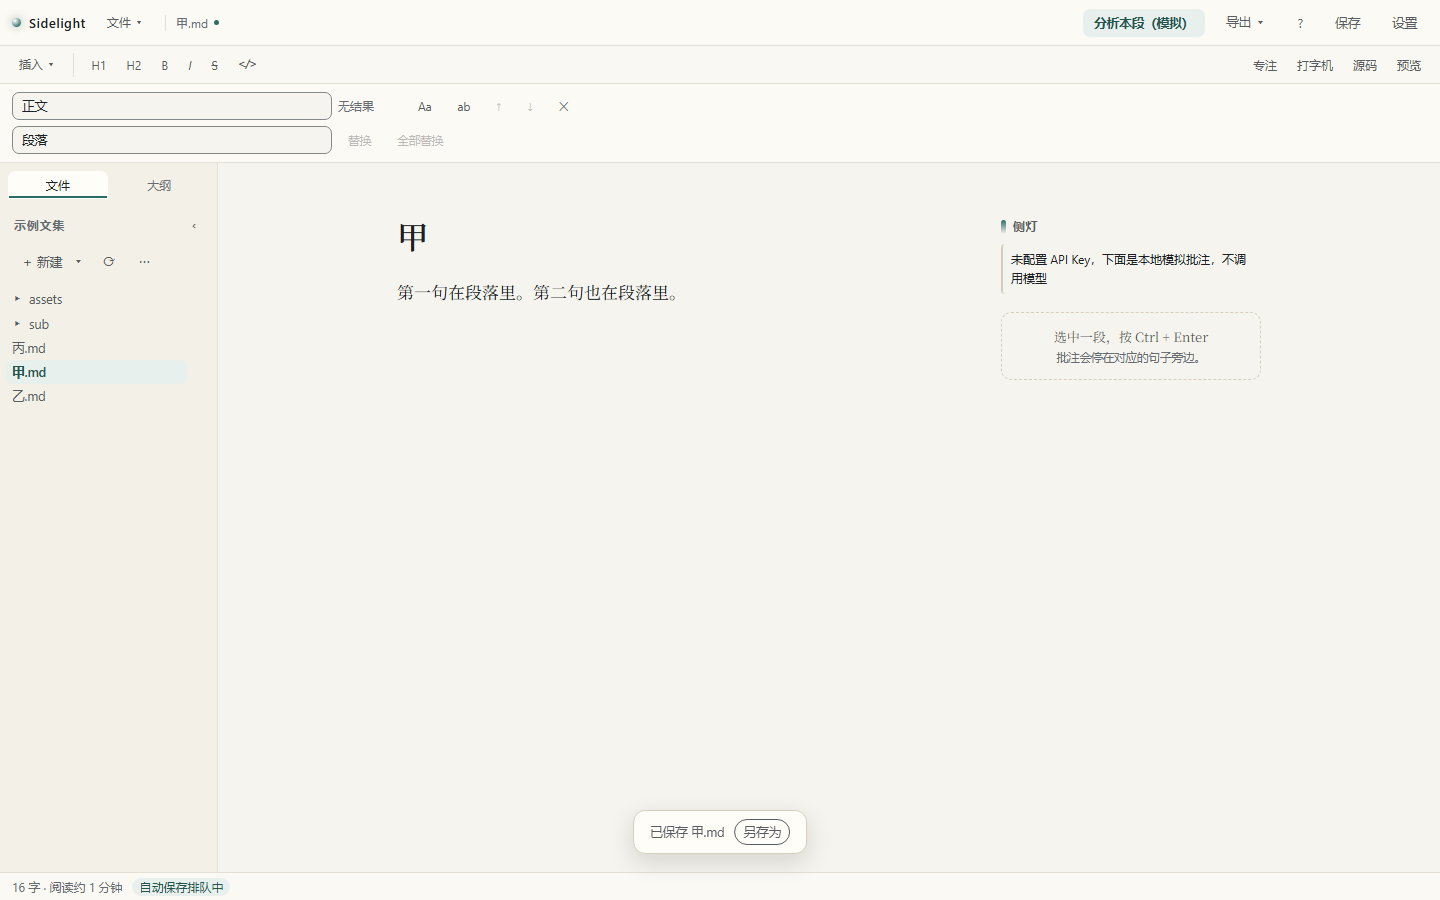 Sidelight 文件 甲.md 分析本段（模拟） 导出 ? 保存 设置
插入 H1 H2 B I S </> 专注 打字机 源码 预览
正文 无结果 Aa ab ↑ ↓ ×
段落 替换 全部替换
文件 大纲
示例文集 ‹
+ 新建 ⟳ ···
assets
sub
丙.md
甲.md
乙.md
甲
第一句在段落里。第二句也在段落里。
侧灯
未配置 API Key，下面是本地模拟批注，不调
用模型
选中一段，按 Ctrl + Enter
批注会停在对应的句子旁边。
已保存 甲.md 另存为
16 字 · 阅读约 1 分钟 自动保存排队中